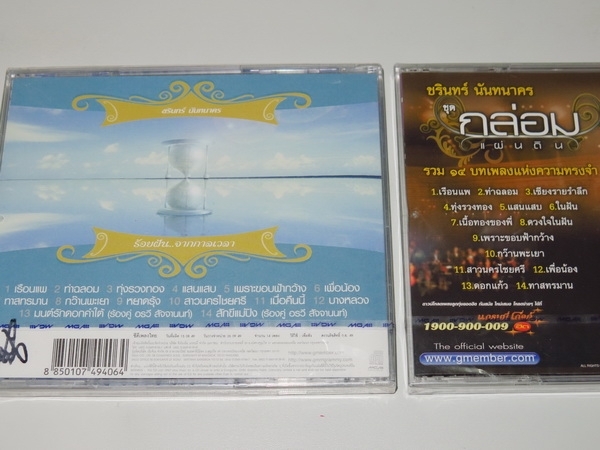 ชรินทร์ นันทนาคร
ร้อยฝัน...จากกาลเวลา
1 เรือนแพ 2 ท่าฉลอม 3 ทุ่งรวงทอง 4 แสนแสบ 5 เพราะขอบฟ้ากว้าง 6 เพื่อน้อง
ทาสทรมาน 8 กว๊านพะเยา 9 หยาดรุ้ง 10 สาวนครไชยศรี 11 เมื่อคืนนี้ 12 นางหลวง
13 มนต์รักดอกคำใต้ (ร้องคู่ อรวี สัจจานนท์) 14 ลักขีแม่ปิง (ร้องคู่ อรวี สัจจานนท์)
8 850107 494064
ชรินทร์ นันทนาคร
ชุด
กล่อม
แผ่นดิน
รวม ๑๔ บทเพลงแห่งความทรงจำ
1.เรือนแพ 2.ท่าฉลอม 3.เชียงรายรำลึก
4.ทุ่งรวงทอง 5.แสนแสบ 6.ในฝัน
7.เนื้อทองของพี่ 8.ดวงใจในฝัน
9.เพราะขอบฟ้ากว้าง
10.กว๊านพะเยา
11.สาวนครไชยศรี 12.เพื่อน้อง
13.ดอกแก้ว 14.ทาสทรมาน
1900-900-009
The official website
www.gmember.com